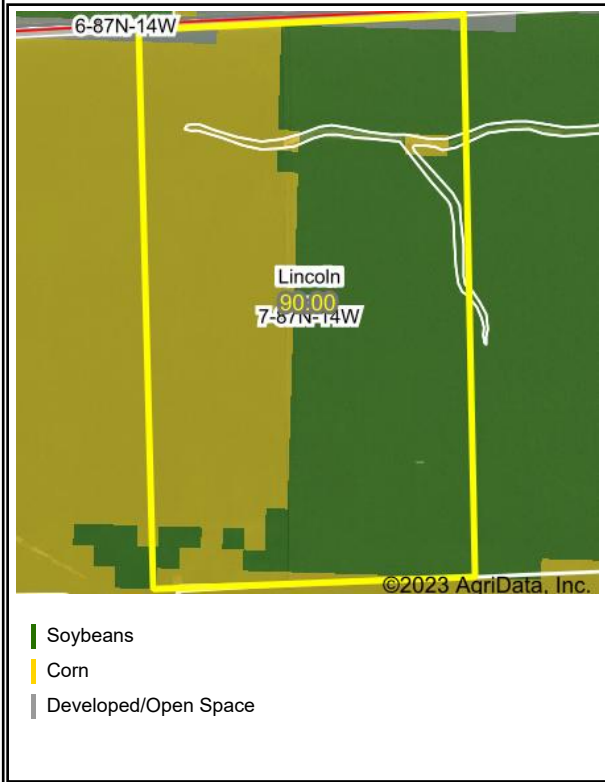 6-87N-14W
Lincoln
90.00
7-87N-14W
©2023 AgriData, Inc.
Soybeans
Corn
Developed/Open Space